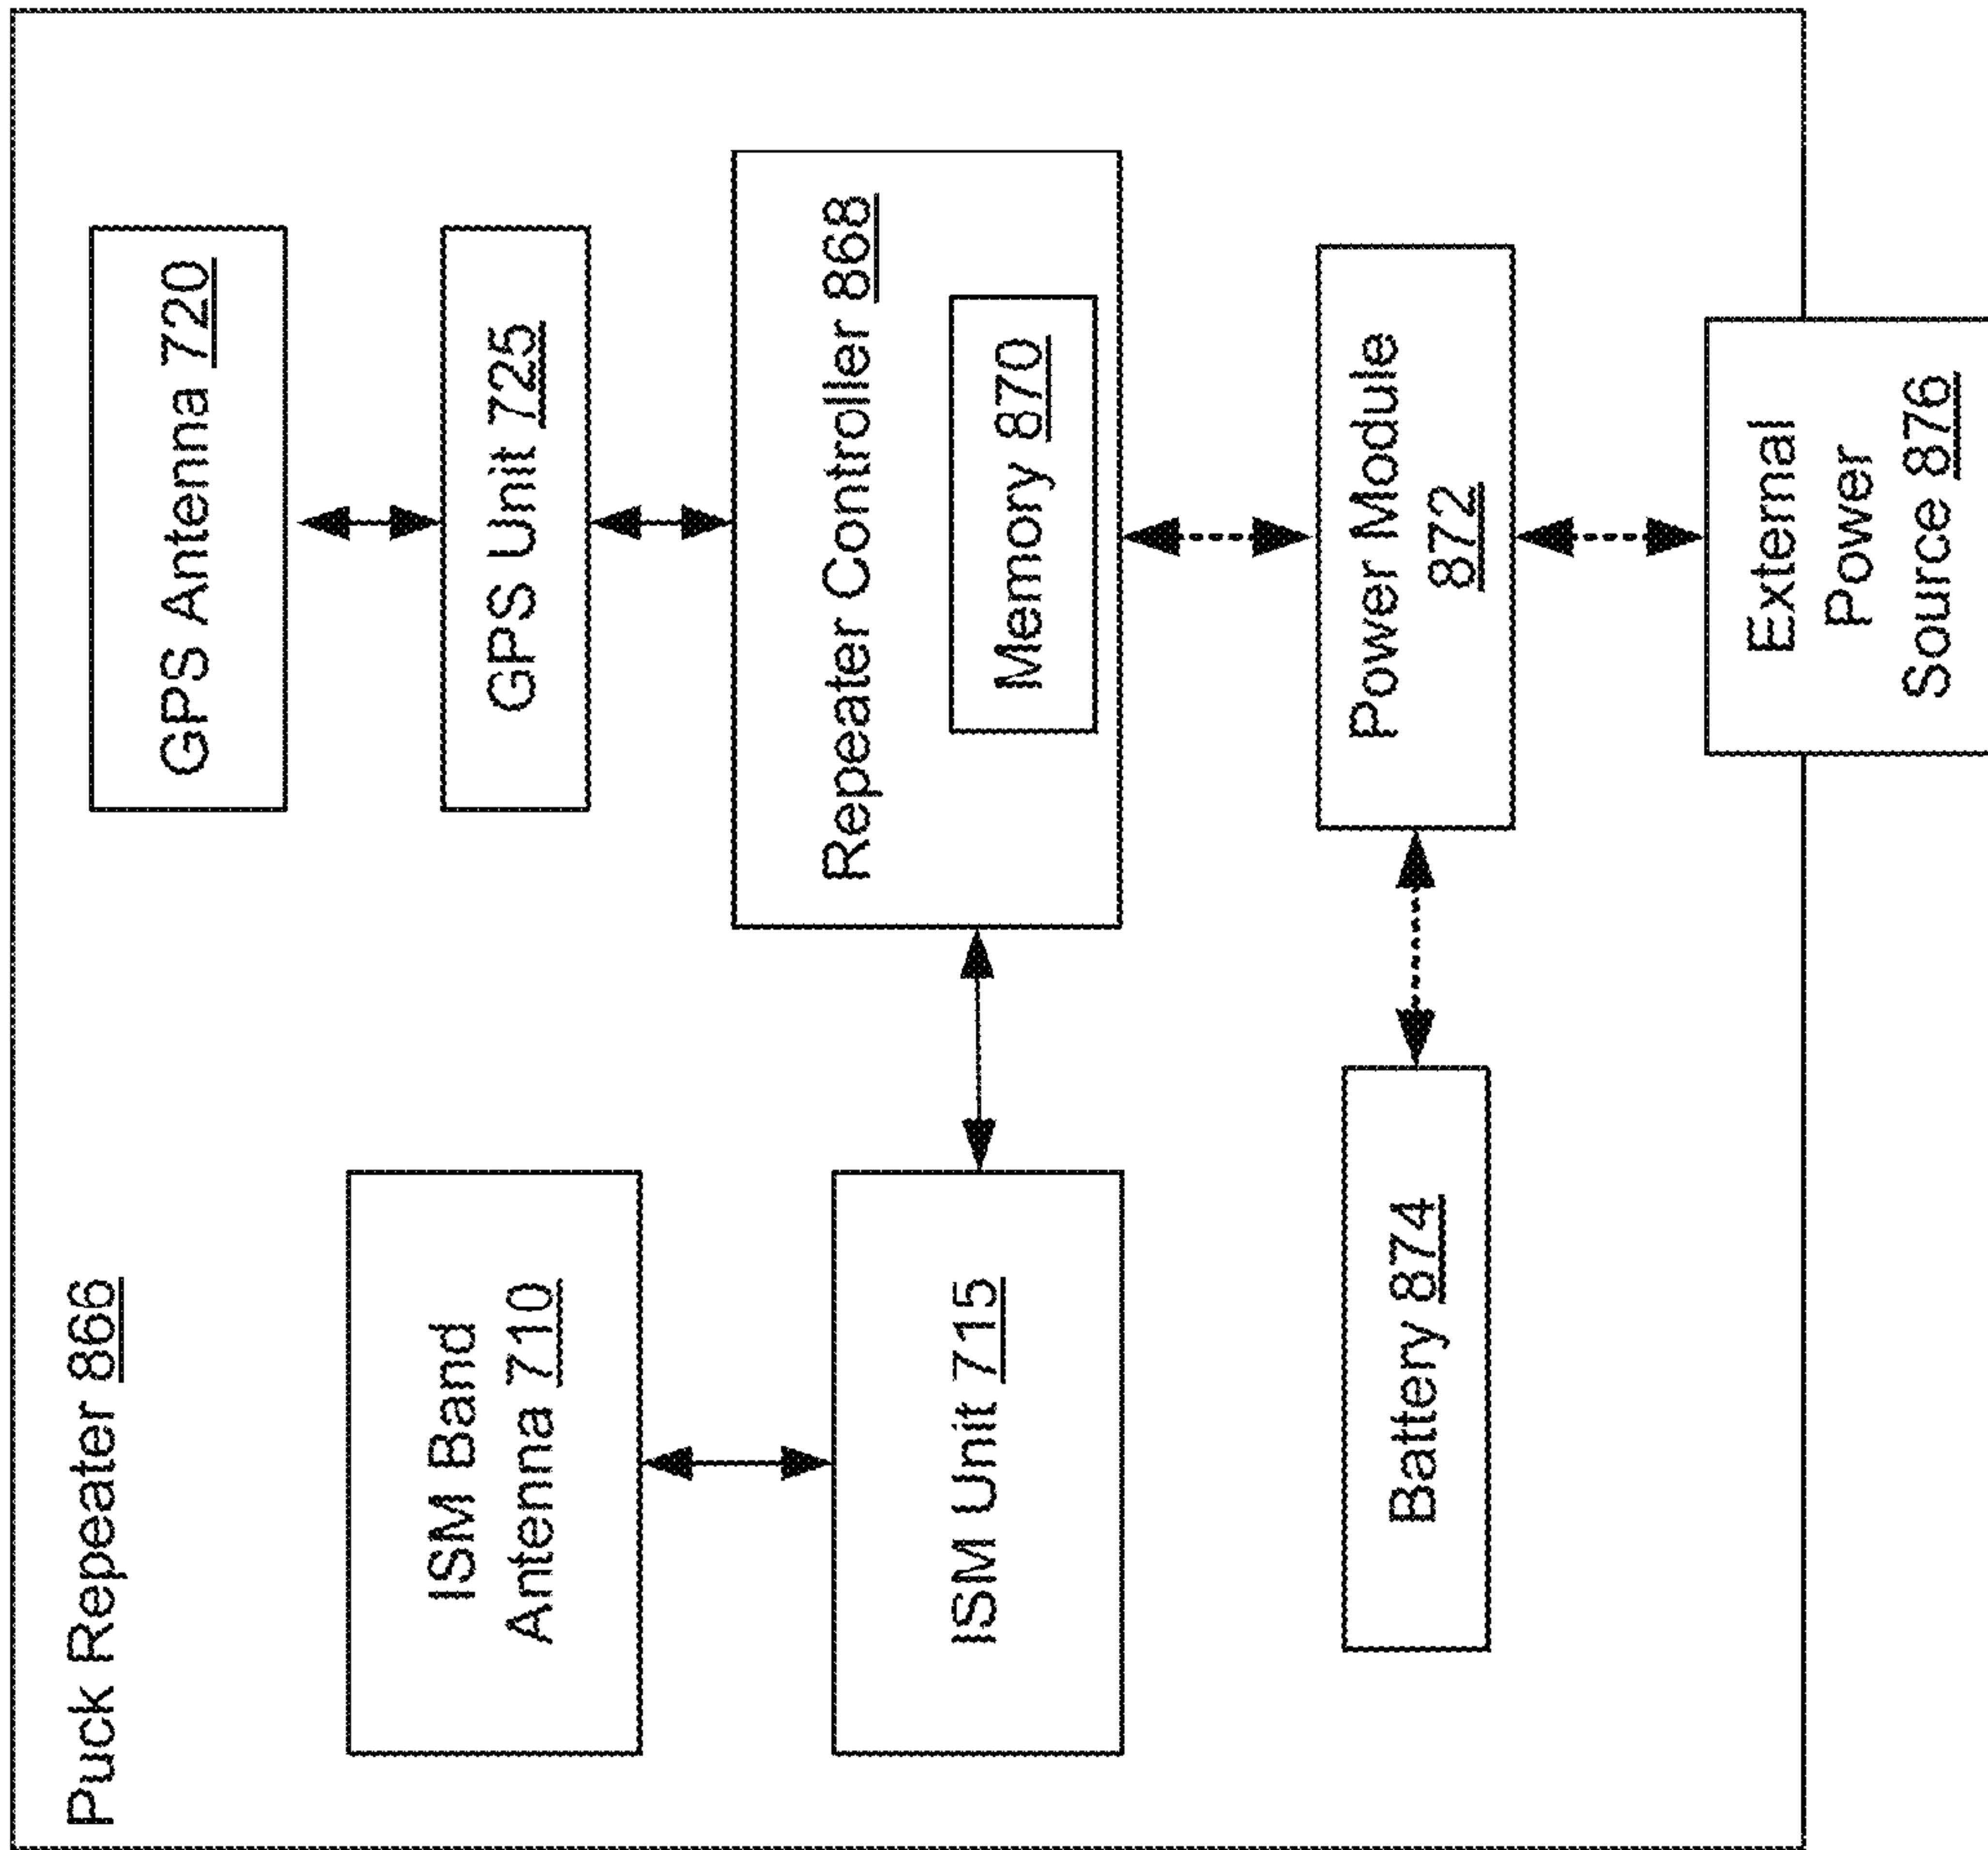 Puck Repeater 866
ISM Band
Antenna 710
GPS Antenna 720
GPS Unit 725
ISM Unit 715
Repeater Controller 868
Memory 870
Battery 874
Power Module
872
External
Power
Source 876